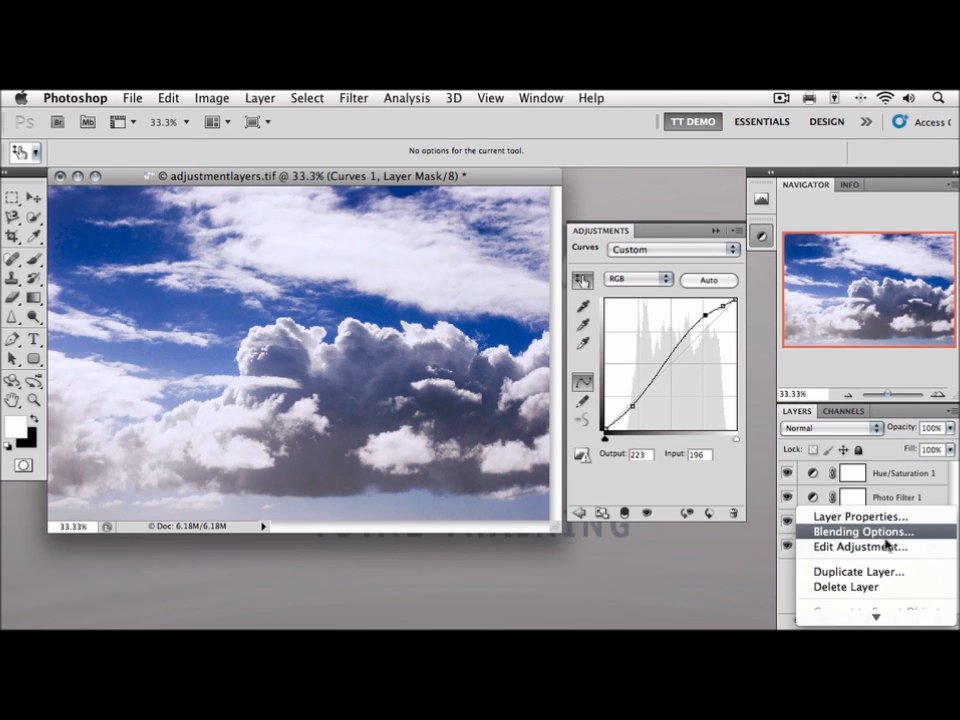 Photoshop File Edit Image Layer Select Filter Analysis 3D View Window Help
Ps Br Mb 33.3% TT DEMO ESSENTIALS DESIGN Access
No options for the current tool.
© adjustmentlayers.tif @ 33.3% (Curves 1, Layer Mask/8) *
NAVIGATOR INFO
ADJUSTMENTS
Curves Custom
RGB Auto
33.33%
LAYERS CHANNELS
Normal Opacity: 100%
Lock: Fill: 100%
Output: 223 Input: 196
Hue/Saturation 1
Photo Filter 1
Layer Properties...
Blending Options...
Edit Adjustment...
Duplicate Layer...
Delete Layer
33.33% © Doc: 6.18M/6.18M